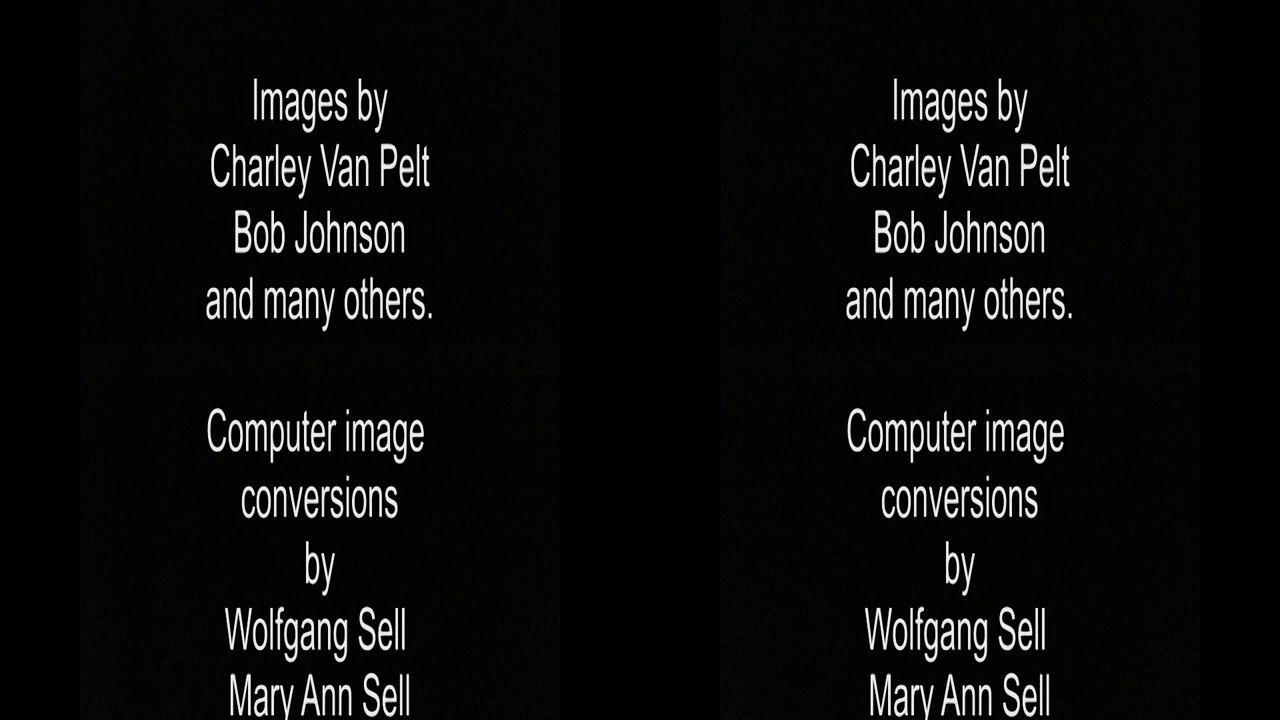 Images by
Charley Van Pelt
Bob Johnson
and many others.
Computer image
conversions
by
Wolfgang Sell
Mary Ann Sell
Images by
Charley Van Pelt
Bob Johnson
and many others.
Computer image
conversions
by
Wolfgang Sell
Mary Ann Sell